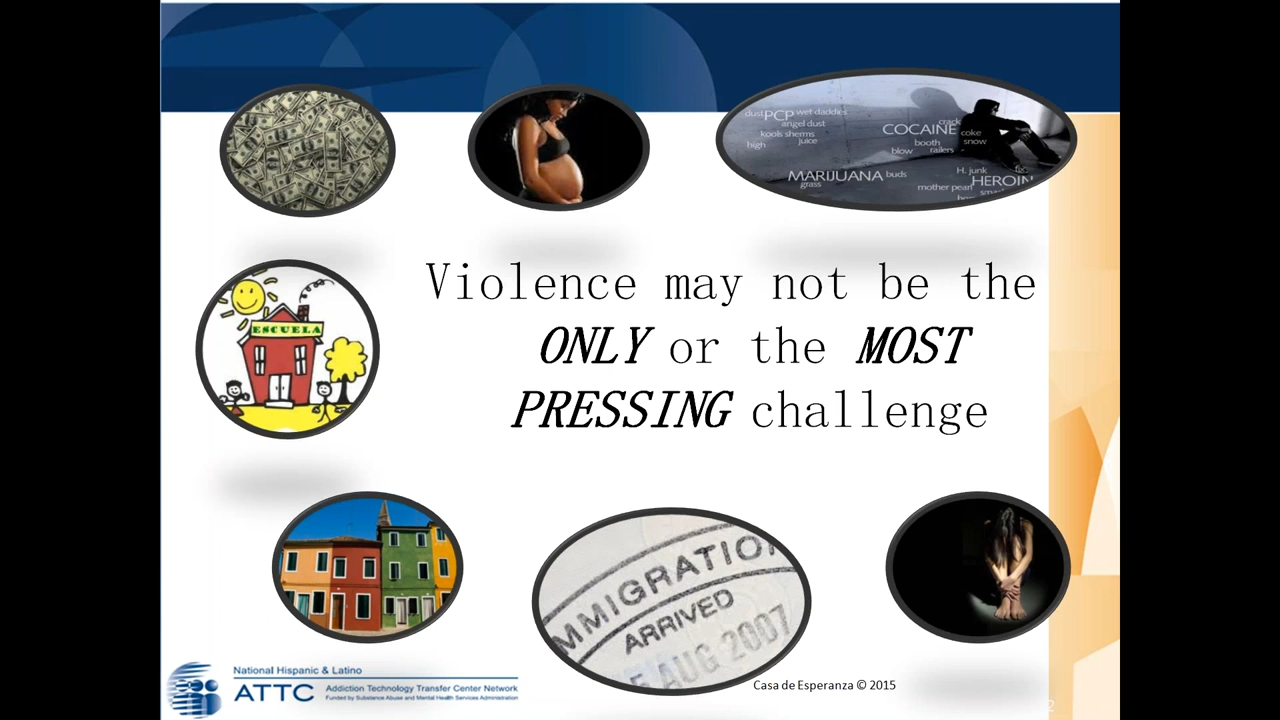 dust PCP wet daddies
angel dust
kools sherms
juice
high
COCAINE
crack
coke
snow
booth
blow railers
MARIJUANA buds
grass
H. junk
mother pearl HEROIN
ESCUELA
Violence may not be the
ONLY or the MOST
PRESSING challenge
MMIGRATION
ARRIVED
AUG 2007
National Hispanic & Latino
ATTC Addiction Technology Transfer Center Network
Funded by Substance Abuse and Mental Health Services Administration
Casa de Esperanza © 2015
2